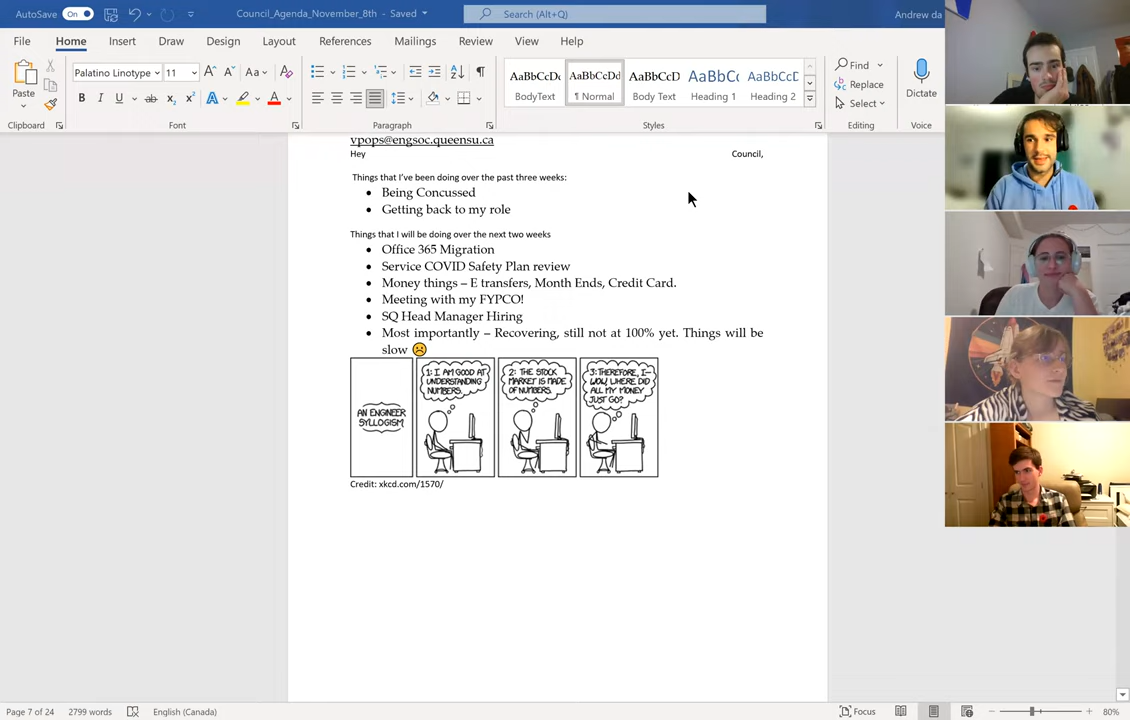 AutoSave On Council_Agenda_November_8th - Saved Search (Alt+Q) Andrew da
File Home Insert Draw Design Layout References Mailings Review View Help
Paste Palatino Linotype 11 Aa Find
AaBbCcDc AaBbCcDd AaBbCcD AaBbCc AaBbCcD Replace
BodyText ¶ Normal Body Text Heading 1 Heading 2 Select Dictate
Clipboard Font Paragraph Styles Editing Voice
vpops@engsoc.queensu.ca
Hey Council,
Things that I've been doing over the past three weeks:
• Being Concussed
• Getting back to my role
Things that I will be doing over the next two weeks
• Office 365 Migration
• Service COVID Safety Plan review
• Money things – E transfers, Month Ends, Credit Card.
• Meeting with my FYPCO!
• SQ Head Manager Hiring
• Most importantly – Recovering, still not at 100% yet. Things will be
slow ☹
AN ENGINEER
SYLLOGISM
1: I AM GOOD AT
UNDERSTANDING
NUMBERS.
2: THE STOCK
MARKET IS MADE
OF NUMBERS.
3: THEREFORE, I—
WOW, WHERE DID
ALL MY MONEY
JUST GO?
Credit: xkcd.com/1570/
Page 7 of 24 2799 words English (Canada) Focus 80%